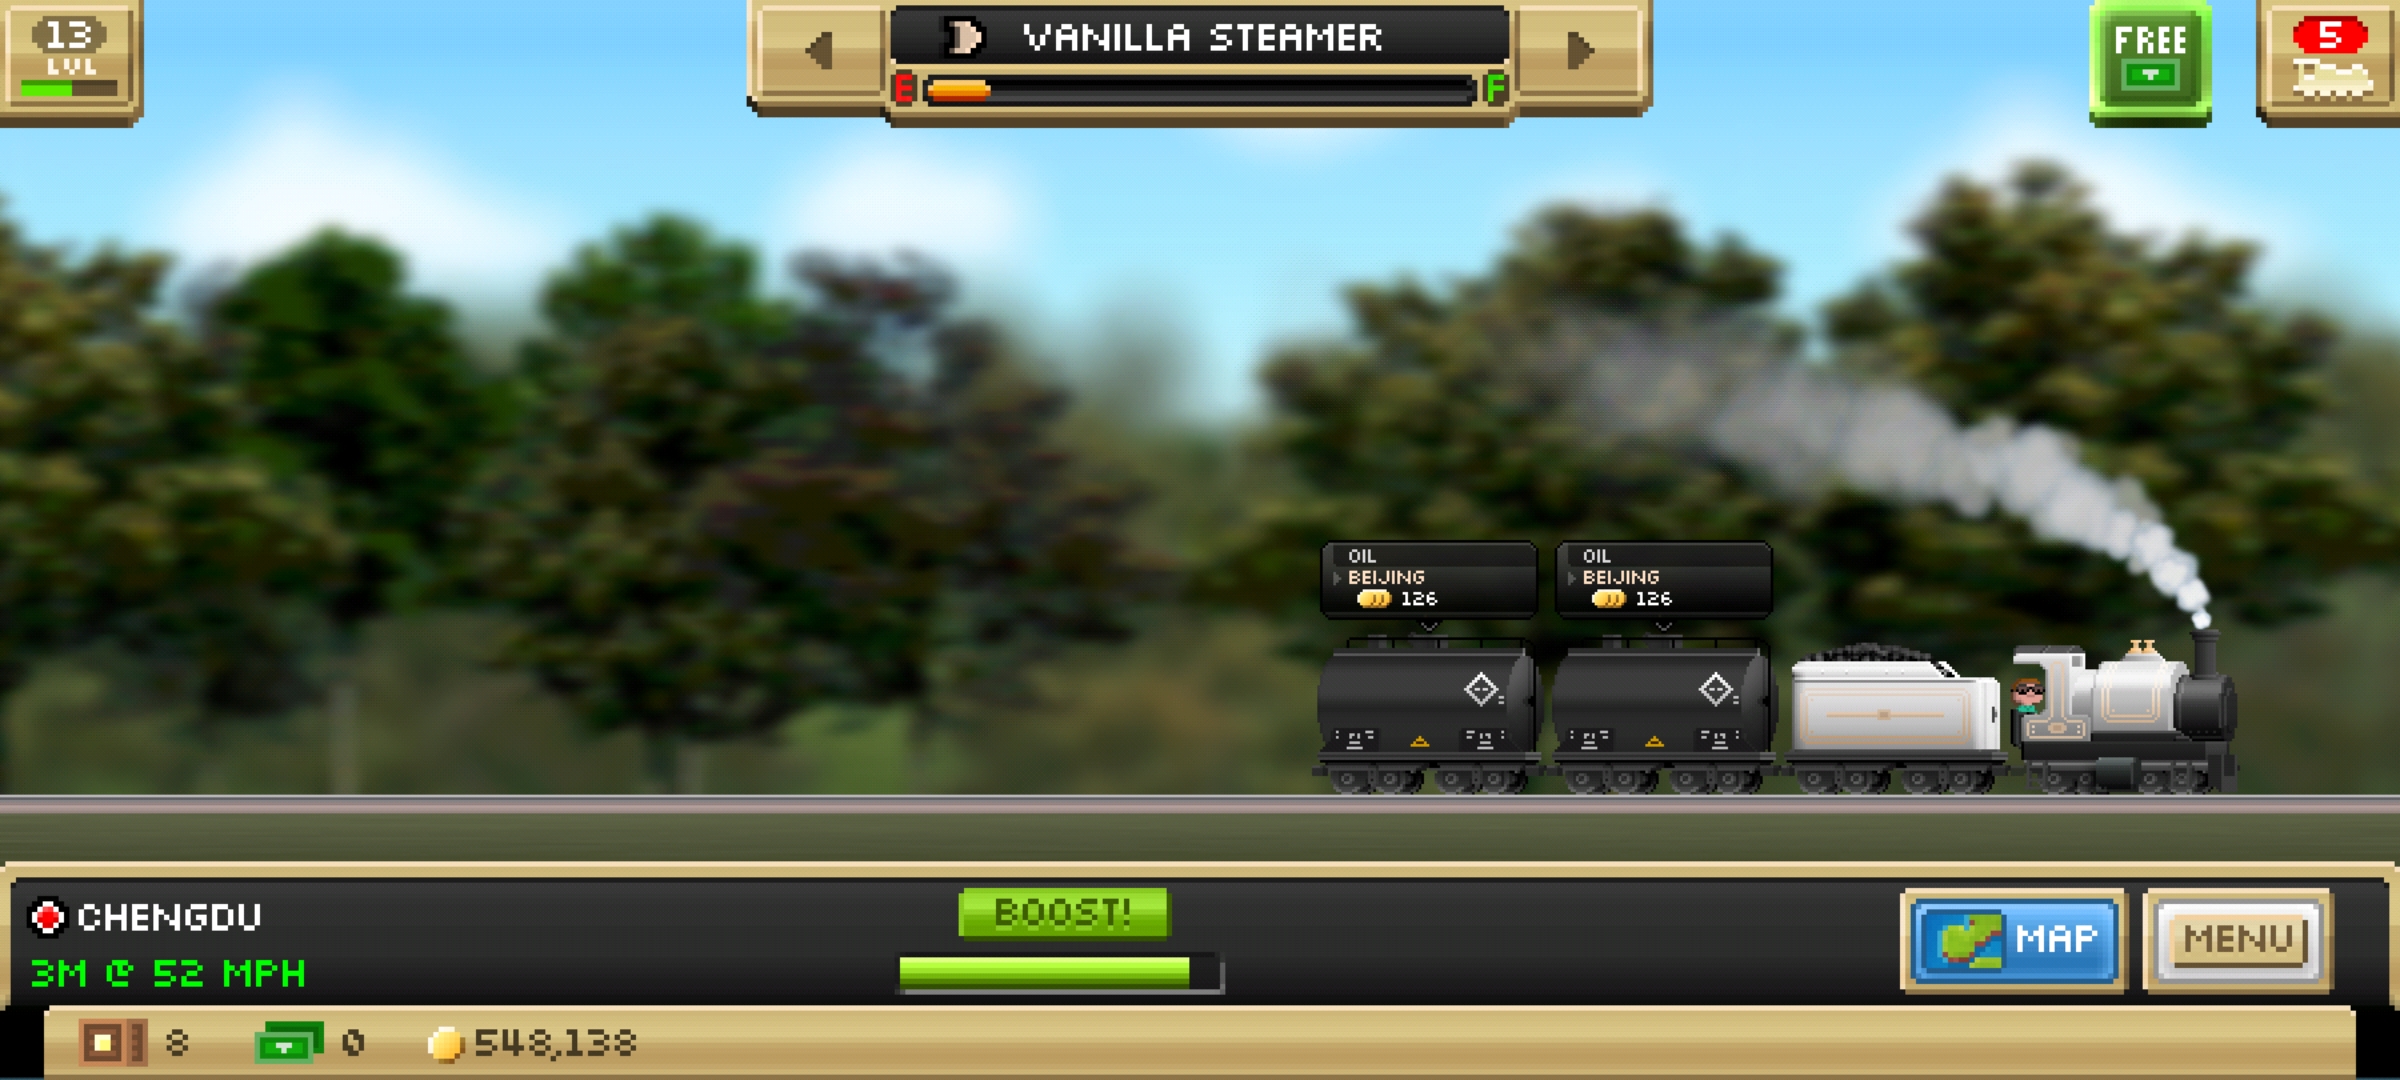 13
LVL
VANILLA STEAMER
E
F
FREE
5
OIL
BEIJING
126
OIL
BEIJING
126
CHENGDU
3M @ 52 MPH
BOOST!
MAP
MENU
8
0
548,138